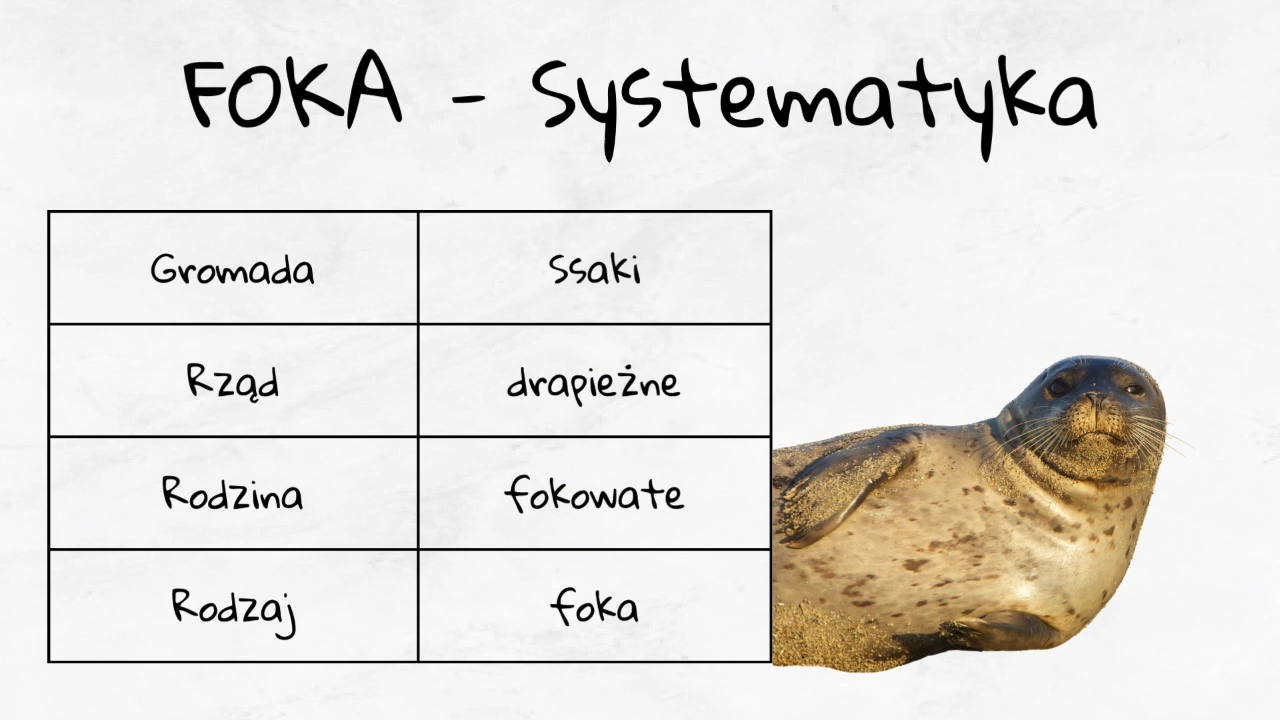 FOKA - Systematyka
Gromada Ssaki
Rząd drapieżne
Rodzina fokowate
Rodzaj foka